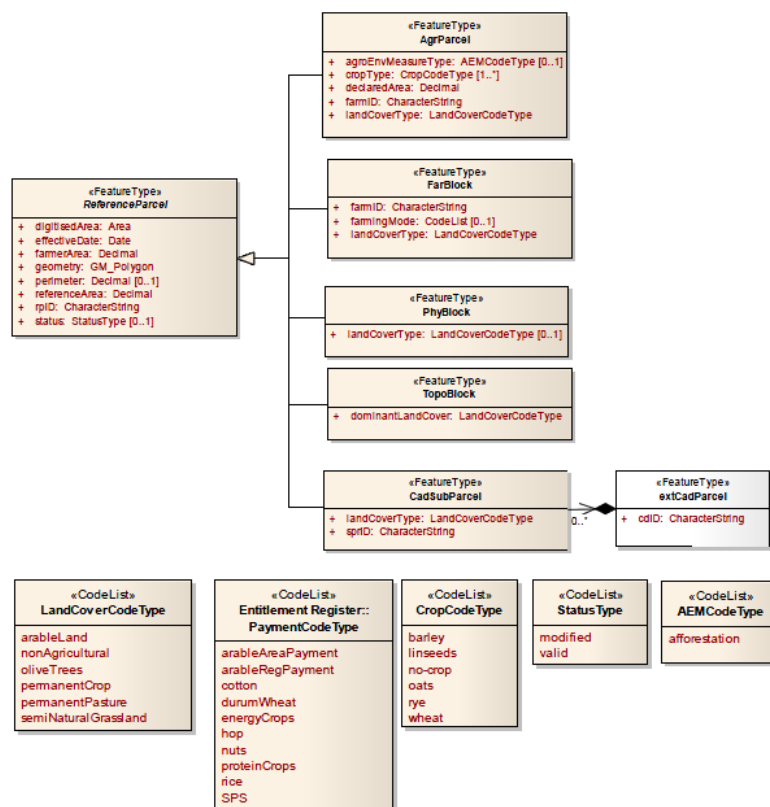 «FeatureType»
AgrParcel
+ agroEnvMeasureType: AEMCodeType [0..1]
+ cropType: CropCodeType [1..*]
+ declaredArea: Decimal
+ farmID: CharacterString
+ landCoverType: LandCoverCodeType
«FeatureType»
FarBlock
+ farmID: CharacterString
+ farmingMode: CodeList [0..1]
+ landCoverType: LandCoverCodeType
«FeatureType»
ReferenceParcel
+ digitisedArea: Area
+ effectiveDate: Date
+ farmerArea: Decimal
+ geometry: GM_Polygon
+ perimeter: Decimal [0..1]
+ referenceArea: Decimal
+ rpID: CharacterString
+ status: StatusType [0..1]
«FeatureType»
PhyBlock
+ landCoverType: LandCoverCodeType [0..1]
«FeatureType»
TopoBlock
+ dominantLandCover: LandCoverCodeType
«FeatureType»
CadSubParcel
+ landCoverType: LandCoverCodeType
+ sprID: CharacterString
0..*
«FeatureType»
extCadParcel
+ cdID: CharacterString
«CodeList»
LandCoverCodeType
arableLand
nonAgricultural
oliveTrees
permanentCrop
permanentPasture
semiNaturalGrassland
«CodeList»
Entitlement Register::
PaymentCodeType
arableAreaPayment
arableRegPayment
cotton
durumWheat
energyCrops
hop
nuts
proteinCrops
rice
SPS
«CodeList»
CropCodeType
barley
linseeds
no-crop
oats
rye
wheat
«CodeList»
StatusType
modified
valid
«CodeList»
AEMCodeType
afforestation